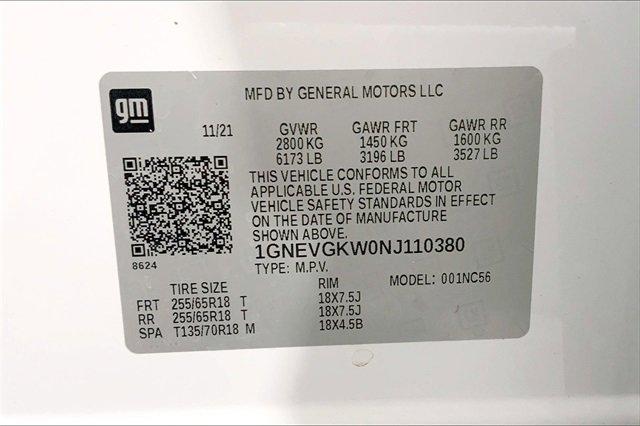 gm
MFD BY GENERAL MOTORS LLC
11/21 GVWR GAWR FRT GAWR RR
2800 KG 1450 KG 1600 KG
6173 LB 3196 LB 3527 LB
THIS VEHICLE CONFORMS TO ALL
APPLICABLE U.S. FEDERAL MOTOR
VEHICLE SAFETY STANDARDS IN EFFECT
ON THE DATE OF MANUFACTURE
SHOWN ABOVE.
1GNEVGKW0NJ110380
8624
TYPE: M.P.V. MODEL: 001NC56
TIRE SIZE RIM
FRT 255/65R18 T 18X7.5J
RR 255/65R18 T 18X7.5J
SPA T135/70R18 M 18X4.5B